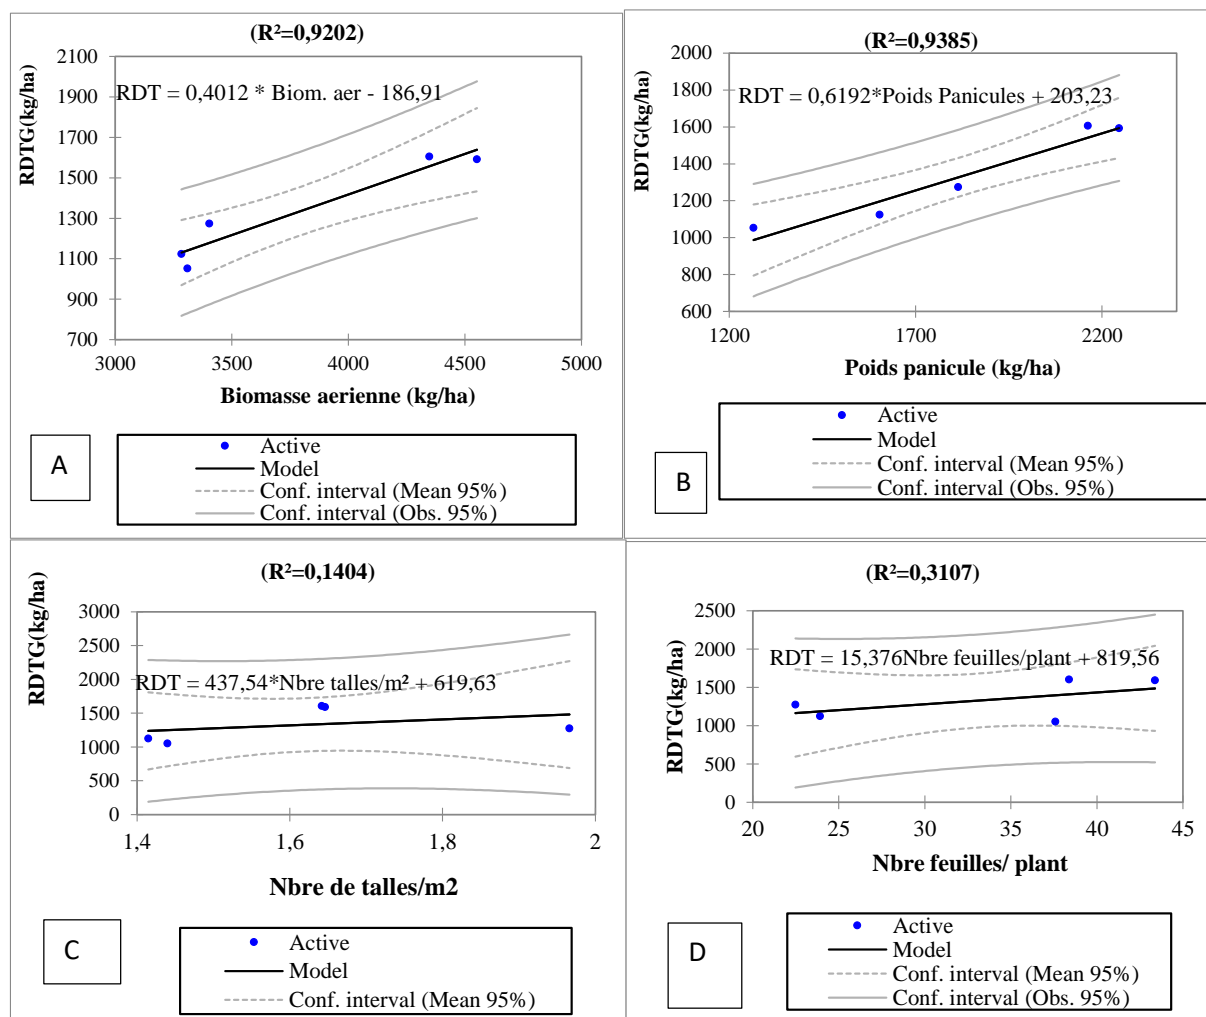 (R²=0,9202)
RDTG(kg/ha)
2100
1900
1700
1500
1300
1100
900
700
RDT = 0,4012 * Biom. aer - 186,91
3000 3500 4000 4500 5000
Biomasse aerienne (kg/ha)
A
Active
Model
Conf. interval (Mean 95%)
Conf. interval (Obs. 95%)
(R²=0,9385)
RDTG(kg/ha)
2000
1800
1600
1400
1200
1000
800
600
RDT = 0,6192*Poids Panicules + 203,23
1200 1700 2200
Poids panicule (kg/ha)
B
Active
Model
Conf. interval (Mean 95%)
Conf. interval (Obs. 95%)
(R²=0,1404)
RDTG(kg/ha)
3000
2500
2000
1500
1000
500
0
RDT = 437,54*Nbre talles/m² + 619,63
1,4 1,6 1,8 2
Nbre de talles/m2
C
Active
Model
Conf. interval (Mean 95%)
(R²=0,3107)
RDTG(kg/ha)
2500
2000
1500
1000
500
0
RDT = 15,376Nbre feuilles/plant + 819,56
20 25 30 35 40 45
Nbre feuilles/ plant
D
Active
Model
Conf. interval (Mean 95%)
Conf. interval (Obs. 95%)